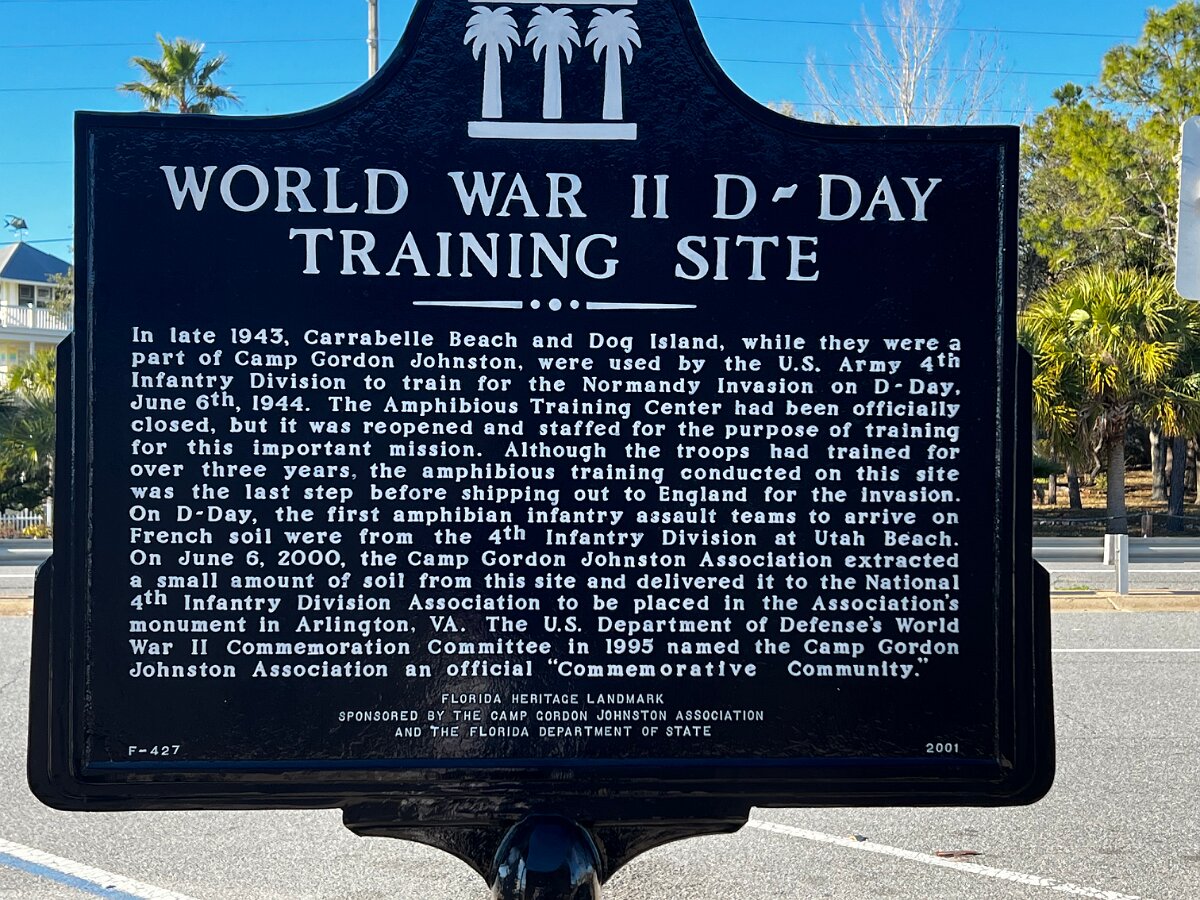 WORLD WAR II D-DAY
TRAINING SITE
In late 1943, Carrabelle Beach and Dog Island, while they were a
part of Camp Gordon Johnston, were used by the U.S. Army 4th
Infantry Division to train for the Normandy Invasion on D-Day,
June 6th, 1944. The Amphibious Training Center had been officially
closed, but it was reopened and staffed for the purpose of training
for this important mission. Although the troops had trained for
over three years, the amphibious training conducted on this site
was the last step before shipping out to England for the invasion.
On D-Day, the first amphibian infantry assault teams to arrive on
French soil were from the 4th Infantry Division at Utah Beach.
On June 6, 2000, the Camp Gordon Johnston Association extracted
a small amount of soil from this site and delivered it to the National
4th Infantry Division Association to be placed in the Association's
monument in Arlington, VA. The U.S. Department of Defense's World
War II Commemoration Committee in 1995 named the Camp Gordon
Johnston Association an official "Commemorative Community."
FLORIDA HERITAGE LANDMARK
SPONSORED BY THE CAMP GORDON JOHNSTON ASSOCIATION
AND THE FLORIDA DEPARTMENT OF STATE
F-427 2001